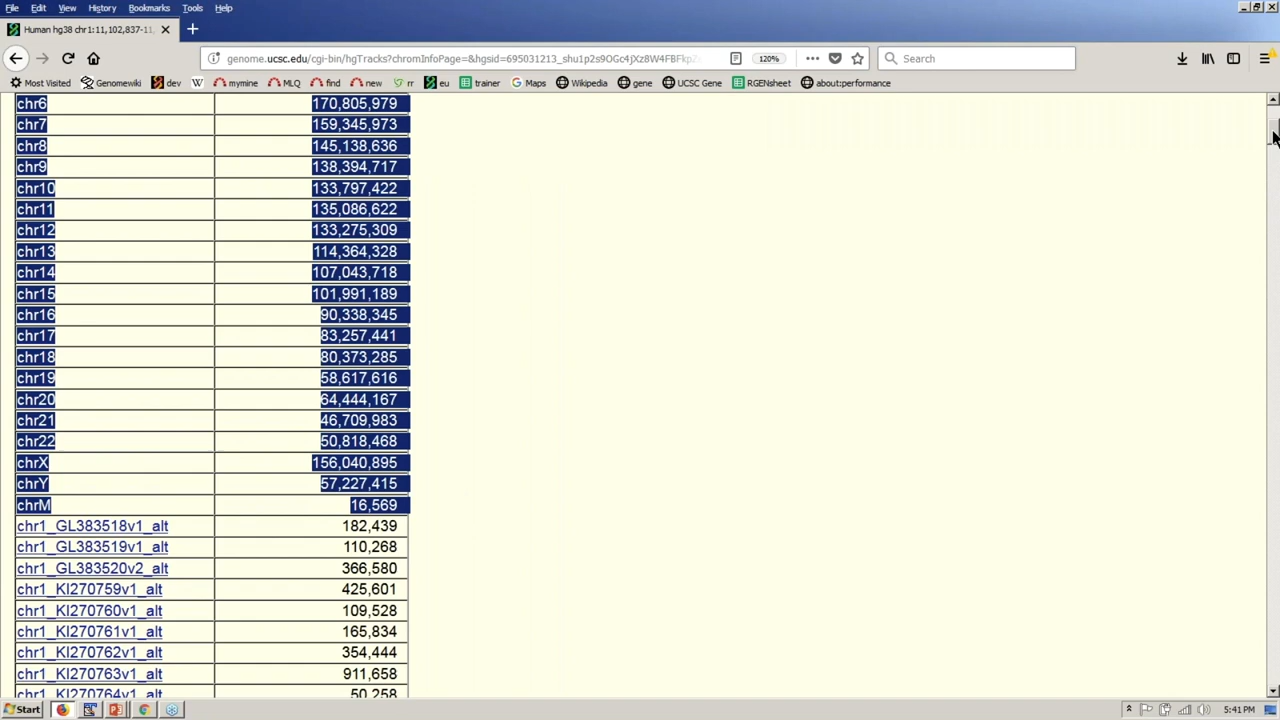 File Edit View History Bookmarks Tools Help
Human hg38 chr1:11,102,837-11,
genome.ucsc.edu/cgi-bin/hgTracks?chromInfoPage=&hgsid=695031213_shu1p2s9OGc4jXz8W4FBFkpZ
120%
Search
Most Visited Genomewiki dev mymine MLQ find new rr eu trainer Maps Wikipedia gene UCSC Gene RGENsheet about:performance
chr6 170,805,979
chr7 159,345,973
chr8 145,138,636
chr9 138,394,717
chr10 133,797,422
chr11 135,086,622
chr12 133,275,309
chr13 114,364,328
chr14 107,043,718
chr15 101,991,189
chr16 90,338,345
chr17 83,257,441
chr18 80,373,285
chr19 58,617,616
chr20 64,444,167
chr21 46,709,983
chr22 50,818,468
chrX 156,040,895
chrY 57,227,415
chrM 16,569
chr1_GL383518v1_alt 182,439
chr1_GL383519v1_alt 110,268
chr1_GL383520v2_alt 366,580
chr1_KI270759v1_alt 425,601
chr1_KI270760v1_alt 109,528
chr1_KI270761v1_alt 165,834
chr1_KI270762v1_alt 354,444
chr1_KI270763v1_alt 911,658
chr1_KI270764v1_alt 50,258
Start 5:41 PM